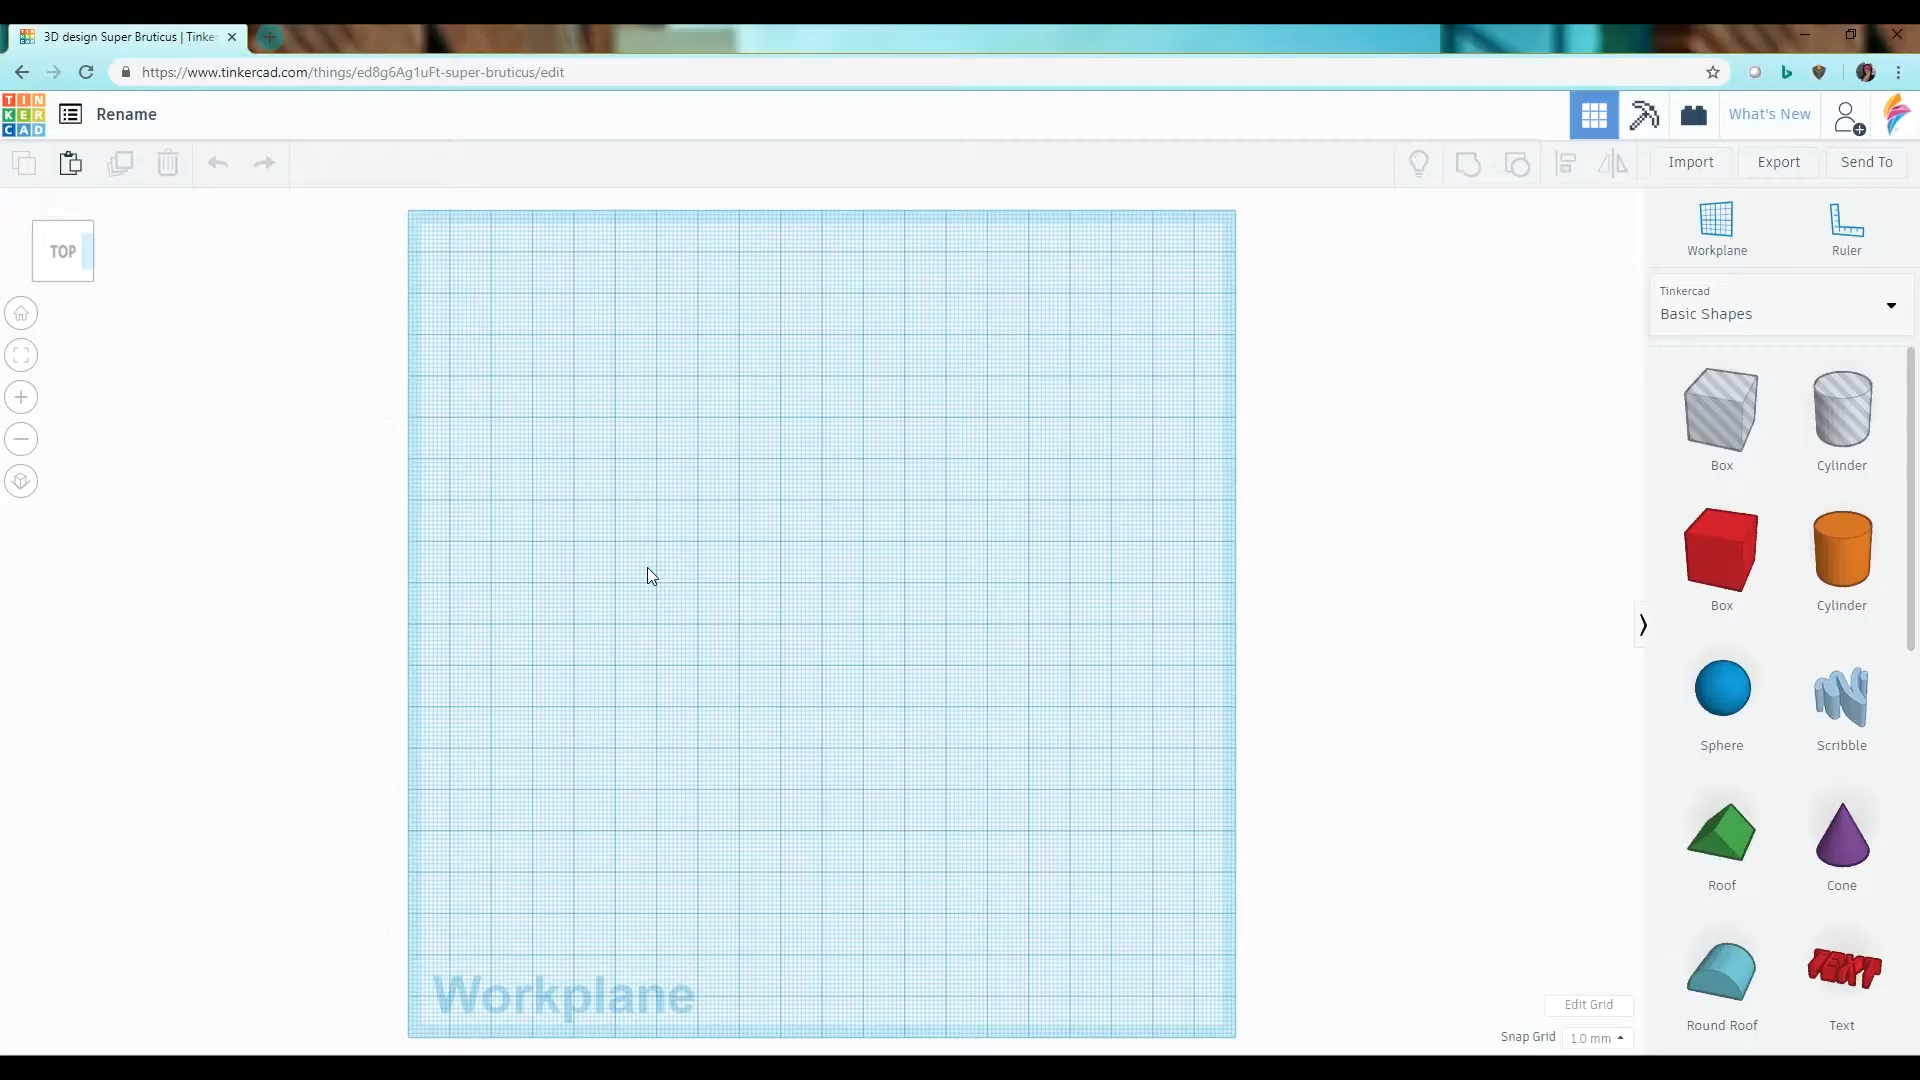 3D design Super Bruticus | Tinke
https://www.tinkercad.com/things/ed8g6Ag1uFt-super-bruticus/edit
TIN
KER
CAD
Rename
What's New
Import
Export
Send To
TOP
Workplane
Ruler
Tinkercad
Basic Shapes
Box
Cylinder
Box
Cylinder
Sphere
Scribble
Roof
Cone
TEXT
Round Roof
Text
Workplane
Edit Grid
Snap Grid 1.0 mm